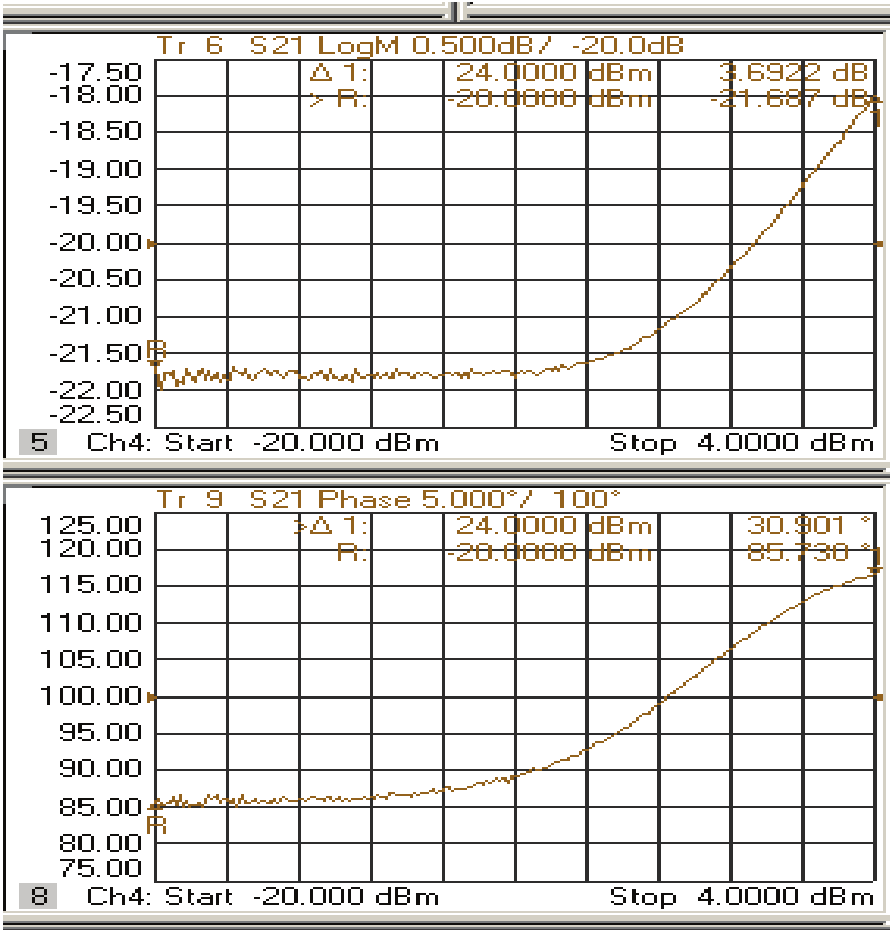 Tr 6 S21 LogM 0.500dB/ -20.0dB
Δ 1: 24.0000 dBm 3.6922 dB
> R: -20.0000 dBm -21.687 dB
-17.50
-18.00
-18.50
-19.00
-19.50
-20.00
-20.50
-21.00
-21.50
-22.00
-22.50
1
R
5 Ch4: Start -20.000 dBm Stop 4.0000 dBm
Tr 9 S21 Phase 5.000°/ 100°
>Δ 1: 24.0000 dBm 30.901 °
R: -20.0000 dBm 85.730 °
125.00
120.00
115.00
110.00
105.00
100.00
95.00
90.00
85.00
80.00
75.00
1
R
8 Ch4: Start -20.000 dBm Stop 4.0000 dBm